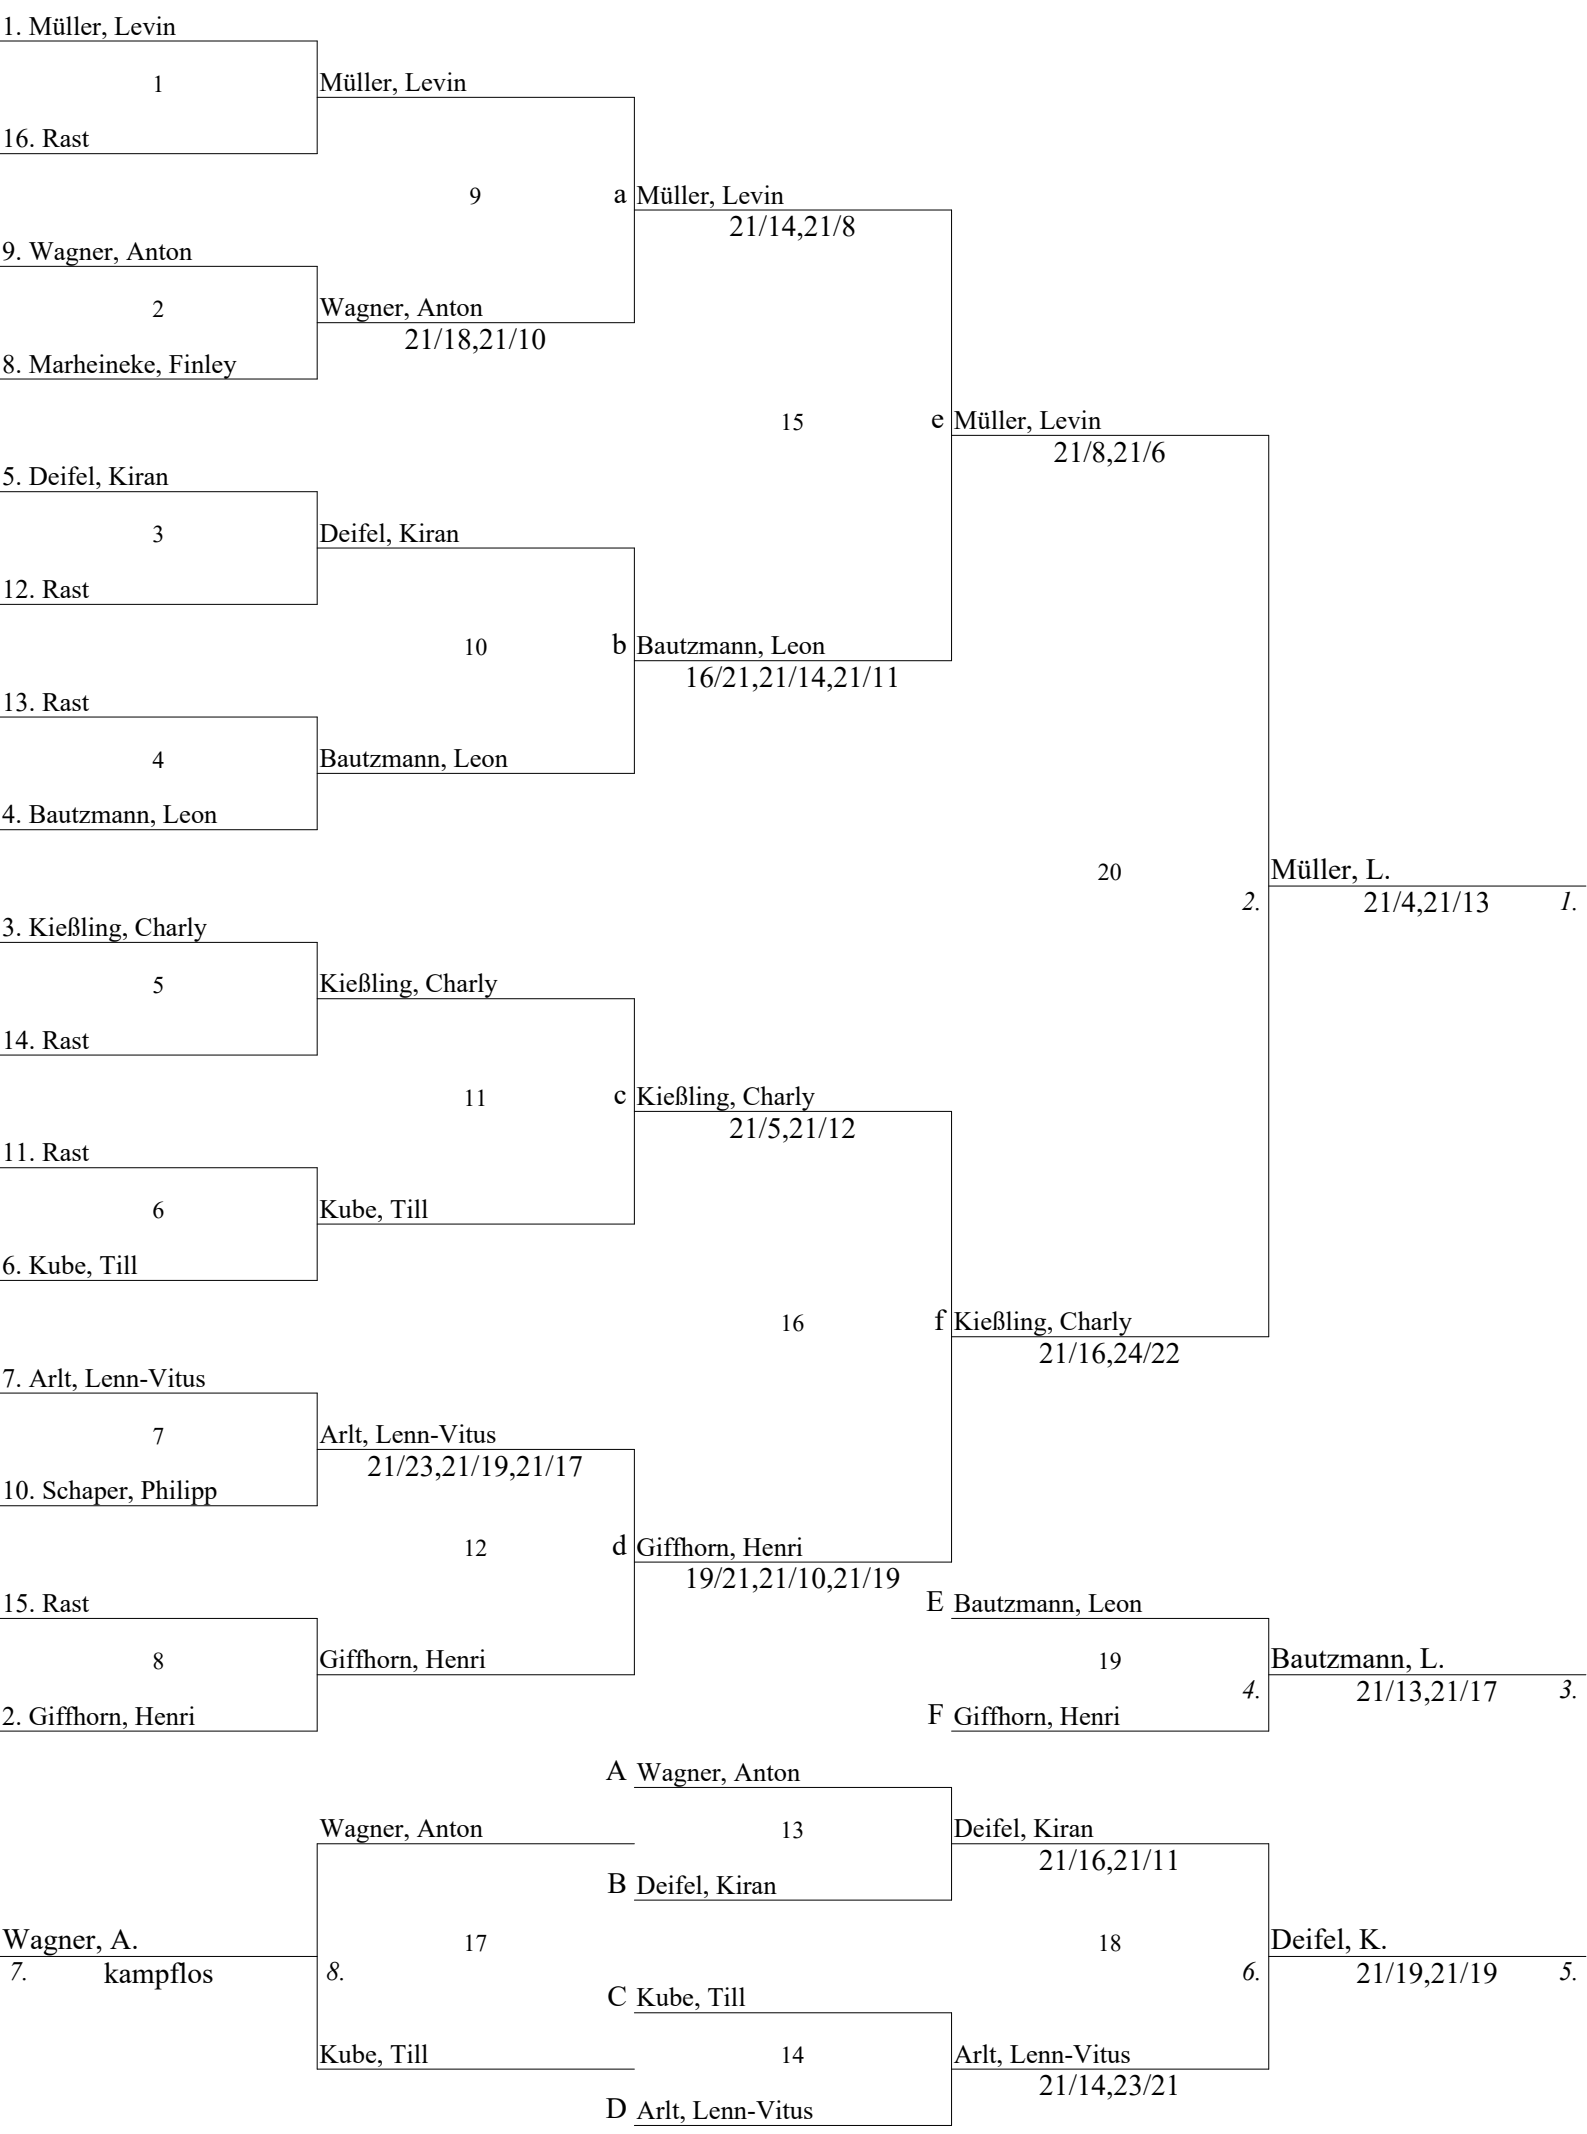 1. Müller, Levin
1
Müller, Levin
16. Rast
9
a Müller, Levin
21/14,21/8
9. Wagner, Anton
2
Wagner, Anton
21/18,21/10
8. Marheineke, Finley
15
e Müller, Levin
21/8,21/6
5. Deifel, Kiran
3
Deifel, Kiran
12. Rast
10
b Bautzmann, Leon
16/21,21/14,21/11
13. Rast
4
Bautzmann, Leon
4. Bautzmann, Leon
20
Müller, L.
2.
21/4,21/13
1.
3. Kießling, Charly
5
Kießling, Charly
14. Rast
11
c Kießling, Charly
21/5,21/12
11. Rast
6
Kube, Till
6. Kube, Till
16
f Kießling, Charly
21/16,24/22
7. Arlt, Lenn-Vitus
7
Arlt, Lenn-Vitus
21/23,21/19,21/17
10. Schaper, Philipp
12
d Giffhorn, Henri
19/21,21/10,21/19
15. Rast
E Bautzmann, Leon
8
Giffhorn, Henri
19
Bautzmann, L.
4.
21/13,21/17
3.
2. Giffhorn, Henri
F Giffhorn, Henri
A Wagner, Anton
Wagner, Anton
13
Deifel, Kiran
21/16,21/11
B Deifel, Kiran
Wagner, A.
7.
kampflos
8.
17
18
Deifel, K.
6.
21/19,21/19
5.
C Kube, Till
Kube, Till
14
Arlt, Lenn-Vitus
21/14,23/21
D Arlt, Lenn-Vitus